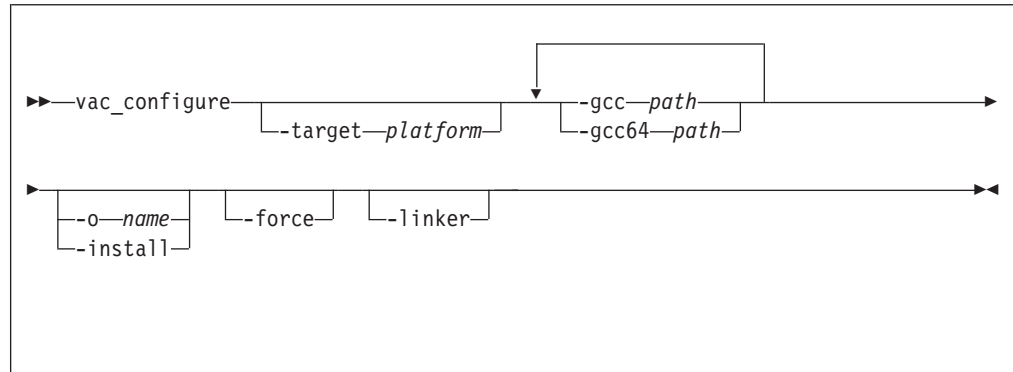 vac_configure -gcc path
-target platform -gcc64 path
-o name -force -linker
-install